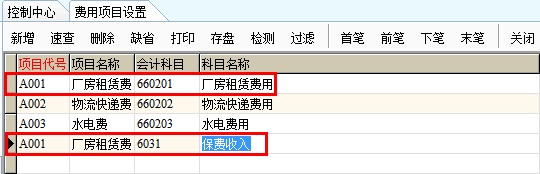 控制中心 费用项目设置
新增 速查 删除 缺省 打印 存盘 检测 过滤 首笔 前笔 下笔 末笔 关闭
项目代号 项目名称 会计科目 科目名称
A001 厂房租赁费 660201 厂房租赁费用
A002 物流快递费 660202 物流快递费用
A003 水电费 660203 水电费用
A001 厂房租赁费 6031 保费收入